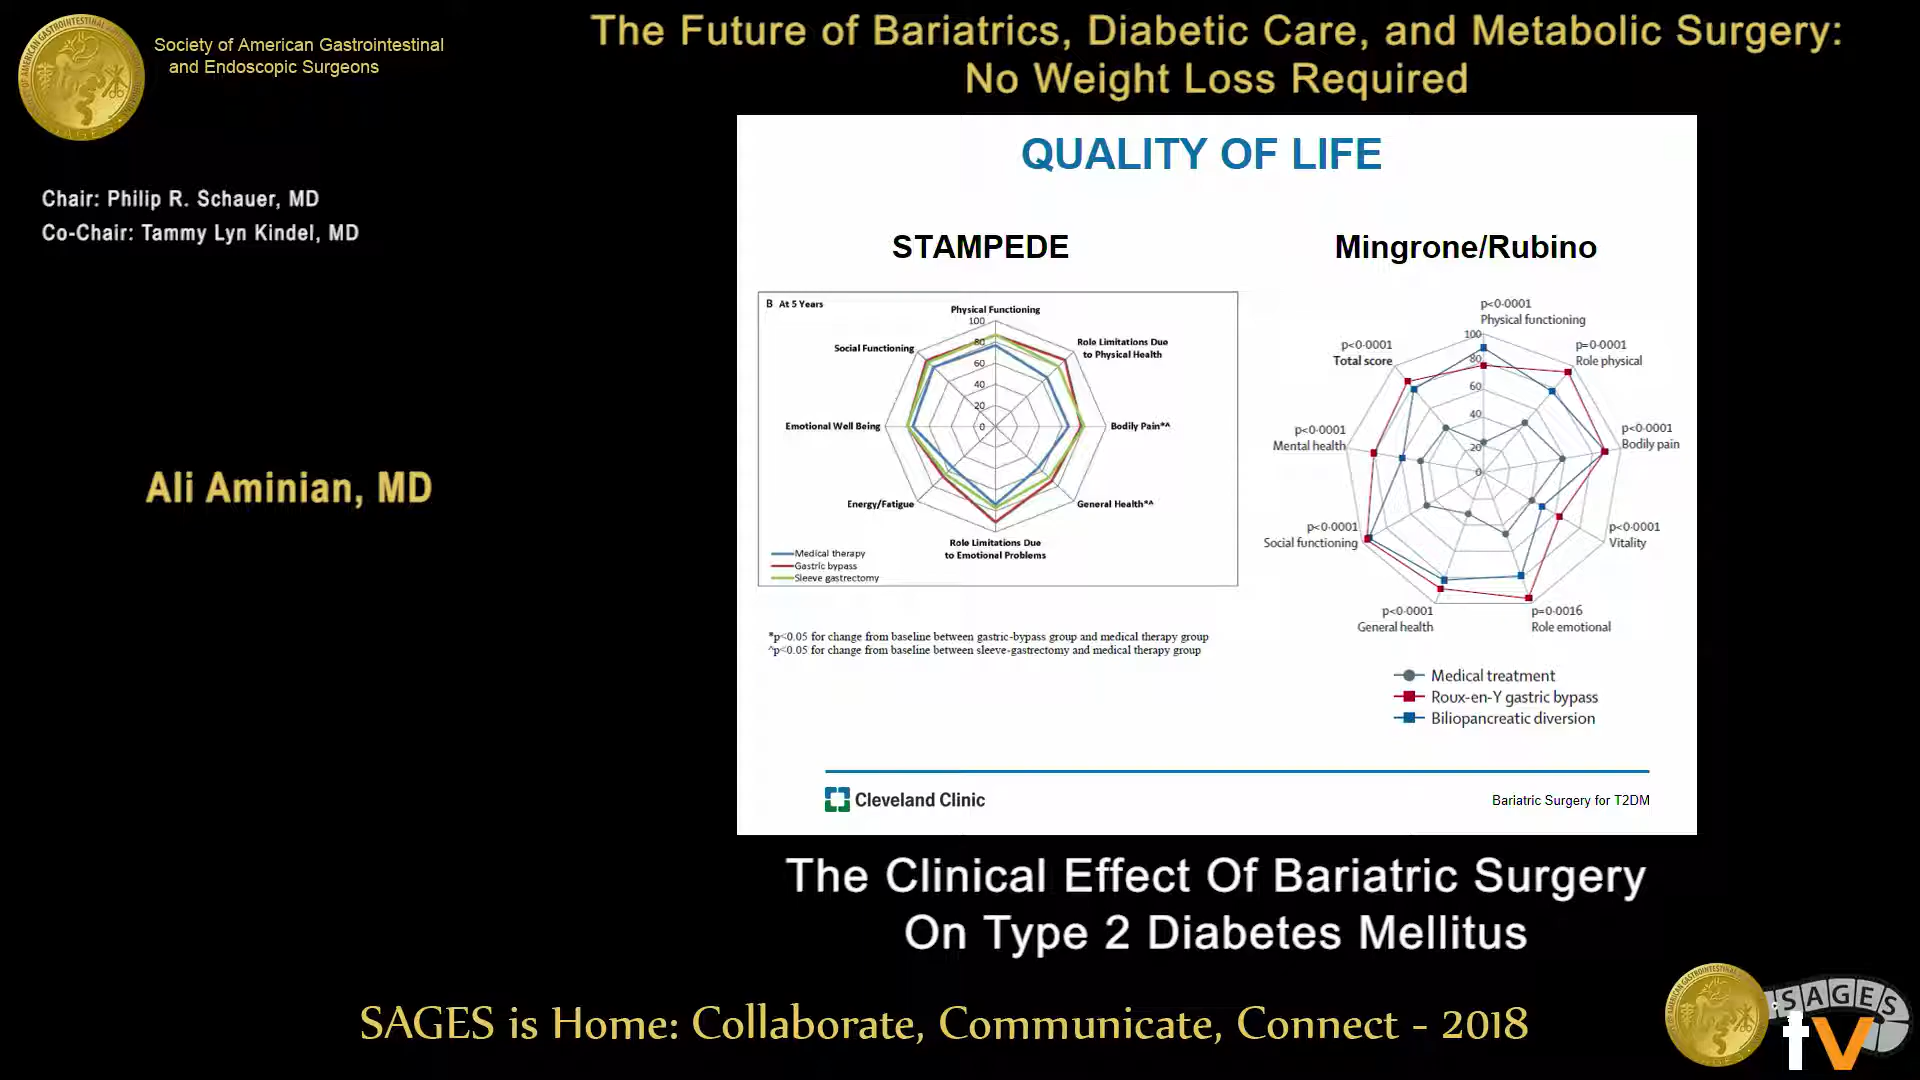 Society of American Gastrointestinal
and Endoscopic Surgeons
The Future of Bariatrics, Diabetic Care, and Metabolic Surgery:
No Weight Loss Required
Chair: Philip R. Schauer, MD
Co-Chair: Tammy Lyn Kindel, MD
Ali Aminian, MD
QUALITY OF LIFE
STAMPEDE
B At 5 Years
Physical Functioning
Role Limitations Due
to Physical Health
Bodily Pain*^
General Health*^
Role Limitations Due
to Emotional Problems
Energy/Fatigue
Emotional Well Being
Social Functioning
100
80
60
40
20
0
Medical therapy
Gastric bypass
Sleeve gastrectomy
*p<0.05 for change from baseline between gastric-bypass group and medical therapy group
^p<0.05 for change from baseline between sleeve-gastrectomy and medical therapy group
Mingrone/Rubino
p<0·0001
Physical functioning
p=0·0001
Role physical
p<0·0001
Bodily pain
p<0·0001
Vitality
p=0·0016
Role emotional
p<0·0001
General health
p<0·0001
Social functioning
p<0·0001
Mental health
p<0·0001
Total score
100
80
60
40
20
0
Medical treatment
Roux-en-Y gastric bypass
Biliopancreatic diversion
Cleveland Clinic
Bariatric Surgery for T2DM
The Clinical Effect Of Bariatric Surgery
On Type 2 Diabetes Mellitus
SAGES is Home: Collaborate, Communicate, Connect - 2018
SAGES
tv